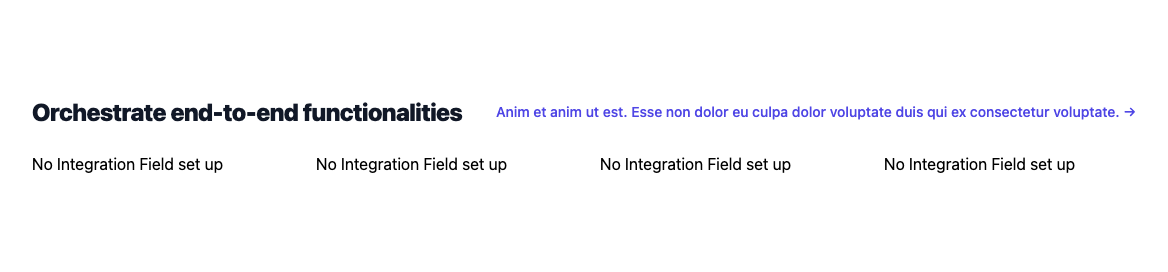 Orchestrate end-to-end functionalities
Anim et anim ut est. Esse non dolor eu culpa dolor voluptate duis qui ex consectetur voluptate. →
No Integration Field set up
No Integration Field set up
No Integration Field set up
No Integration Field set up